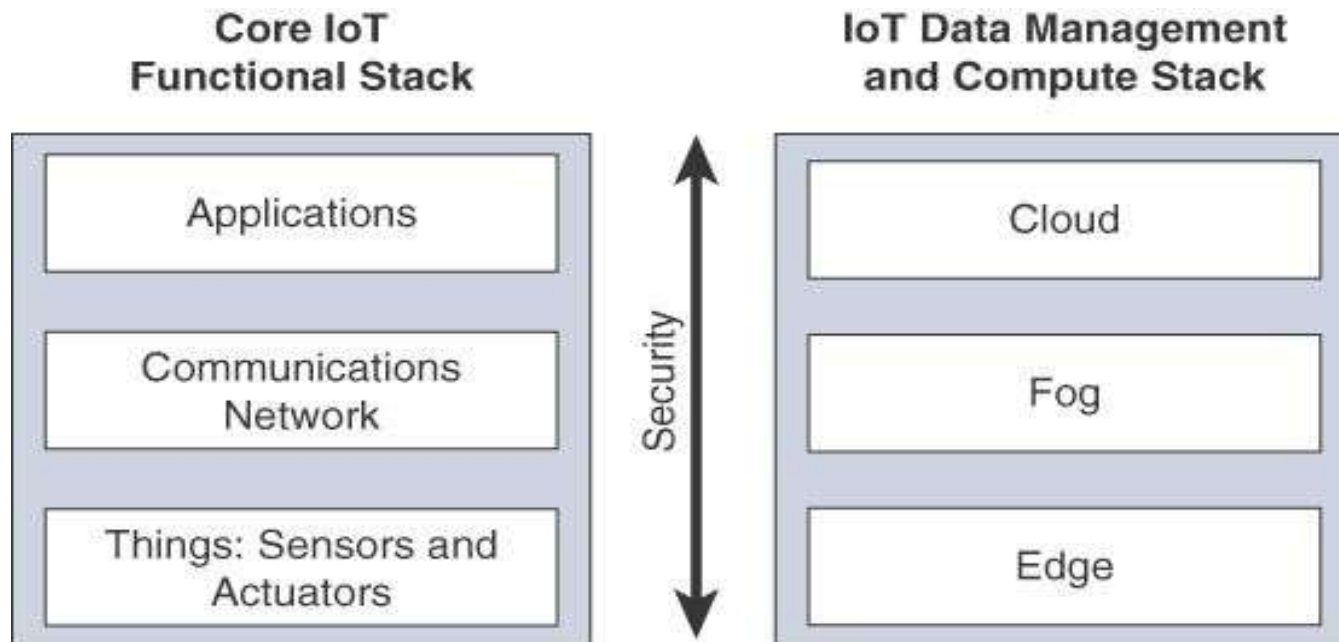 Core IoT
Functional Stack
Applications
Communications
Network
Things: Sensors and
Actuators
Security
IoT Data Management
and Compute Stack
Cloud
Fog
Edge